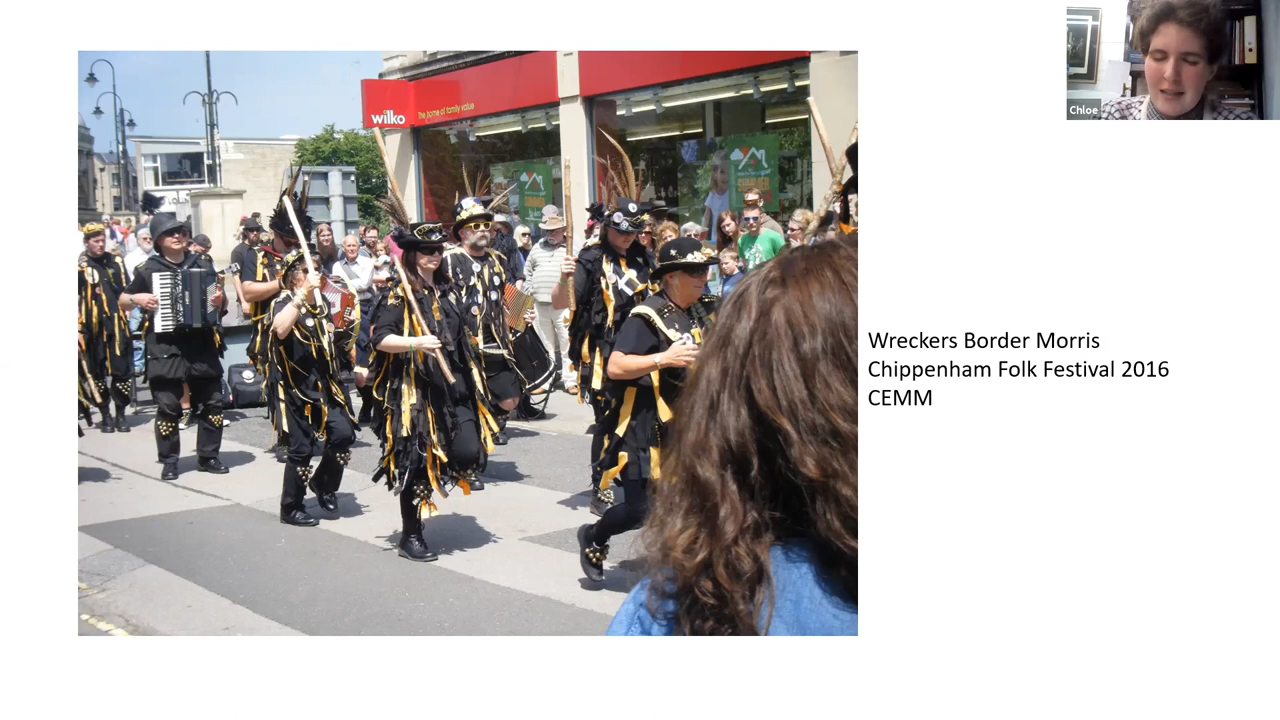 Chloe
wilko
The home of family value
Wreckers Border Morris
Chippenham Folk Festival 2016
CEMM